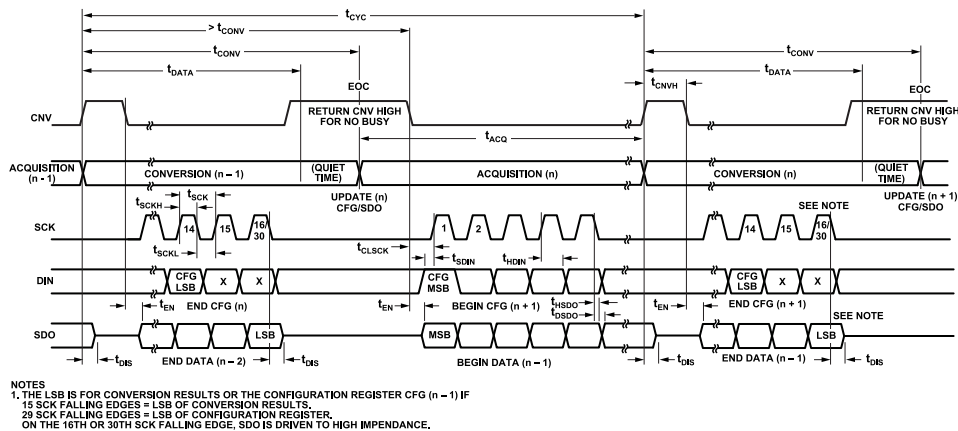 tCYC
> tCONV
tCONV
tCONV
tDATA
tDATA
tCNVH
EOC
EOC
CNV
RETURN CNV HIGH
FOR NO BUSY
RETURN CNV HIGH
FOR NO BUSY
tACQ
ACQUISITION
(n - 1)
CONVERSION (n – 1)
(QUIET
TIME)
ACQUISITION (n)
CONVERSION (n)
(QUIET
TIME)
UPDATE (n)
CFG/SDO
UPDATE (n + 1)
CFG/SDO
tSCK
tSCKH
SEE NOTE
SCK
14
15
16/
30
1
2
14
15
16/
30
tSCKL
tCLSCK
tSDIN
tHDIN
DIN
CFG
LSB
X
X
CFG
MSB
CFG
LSB
X
X
tEN
END CFG (n)
tEN
BEGIN CFG (n + 1)
tHSDO
tDSDO
tEN
END CFG (n + 1)
SEE NOTE
SDO
LSB
MSB
LSB
tDIS
END DATA (n – 2)
tDIS
BEGIN DATA (n – 1)
tDIS
END DATA (n – 1)
tDIS
NOTES
1. THE LSB IS FOR CONVERSION RESULTS OR THE CONFIGURATION REGISTER CFG (n – 1) IF
15 SCK FALLING EDGES = LSB OF CONVERSION RESULTS.
29 SCK FALLING EDGES = LSB OF CONFIGURATION REGISTER.
ON THE 16TH OR 30TH SCK FALLING EDGE, SDO IS DRIVEN TO HIGH IMPENDANCE.